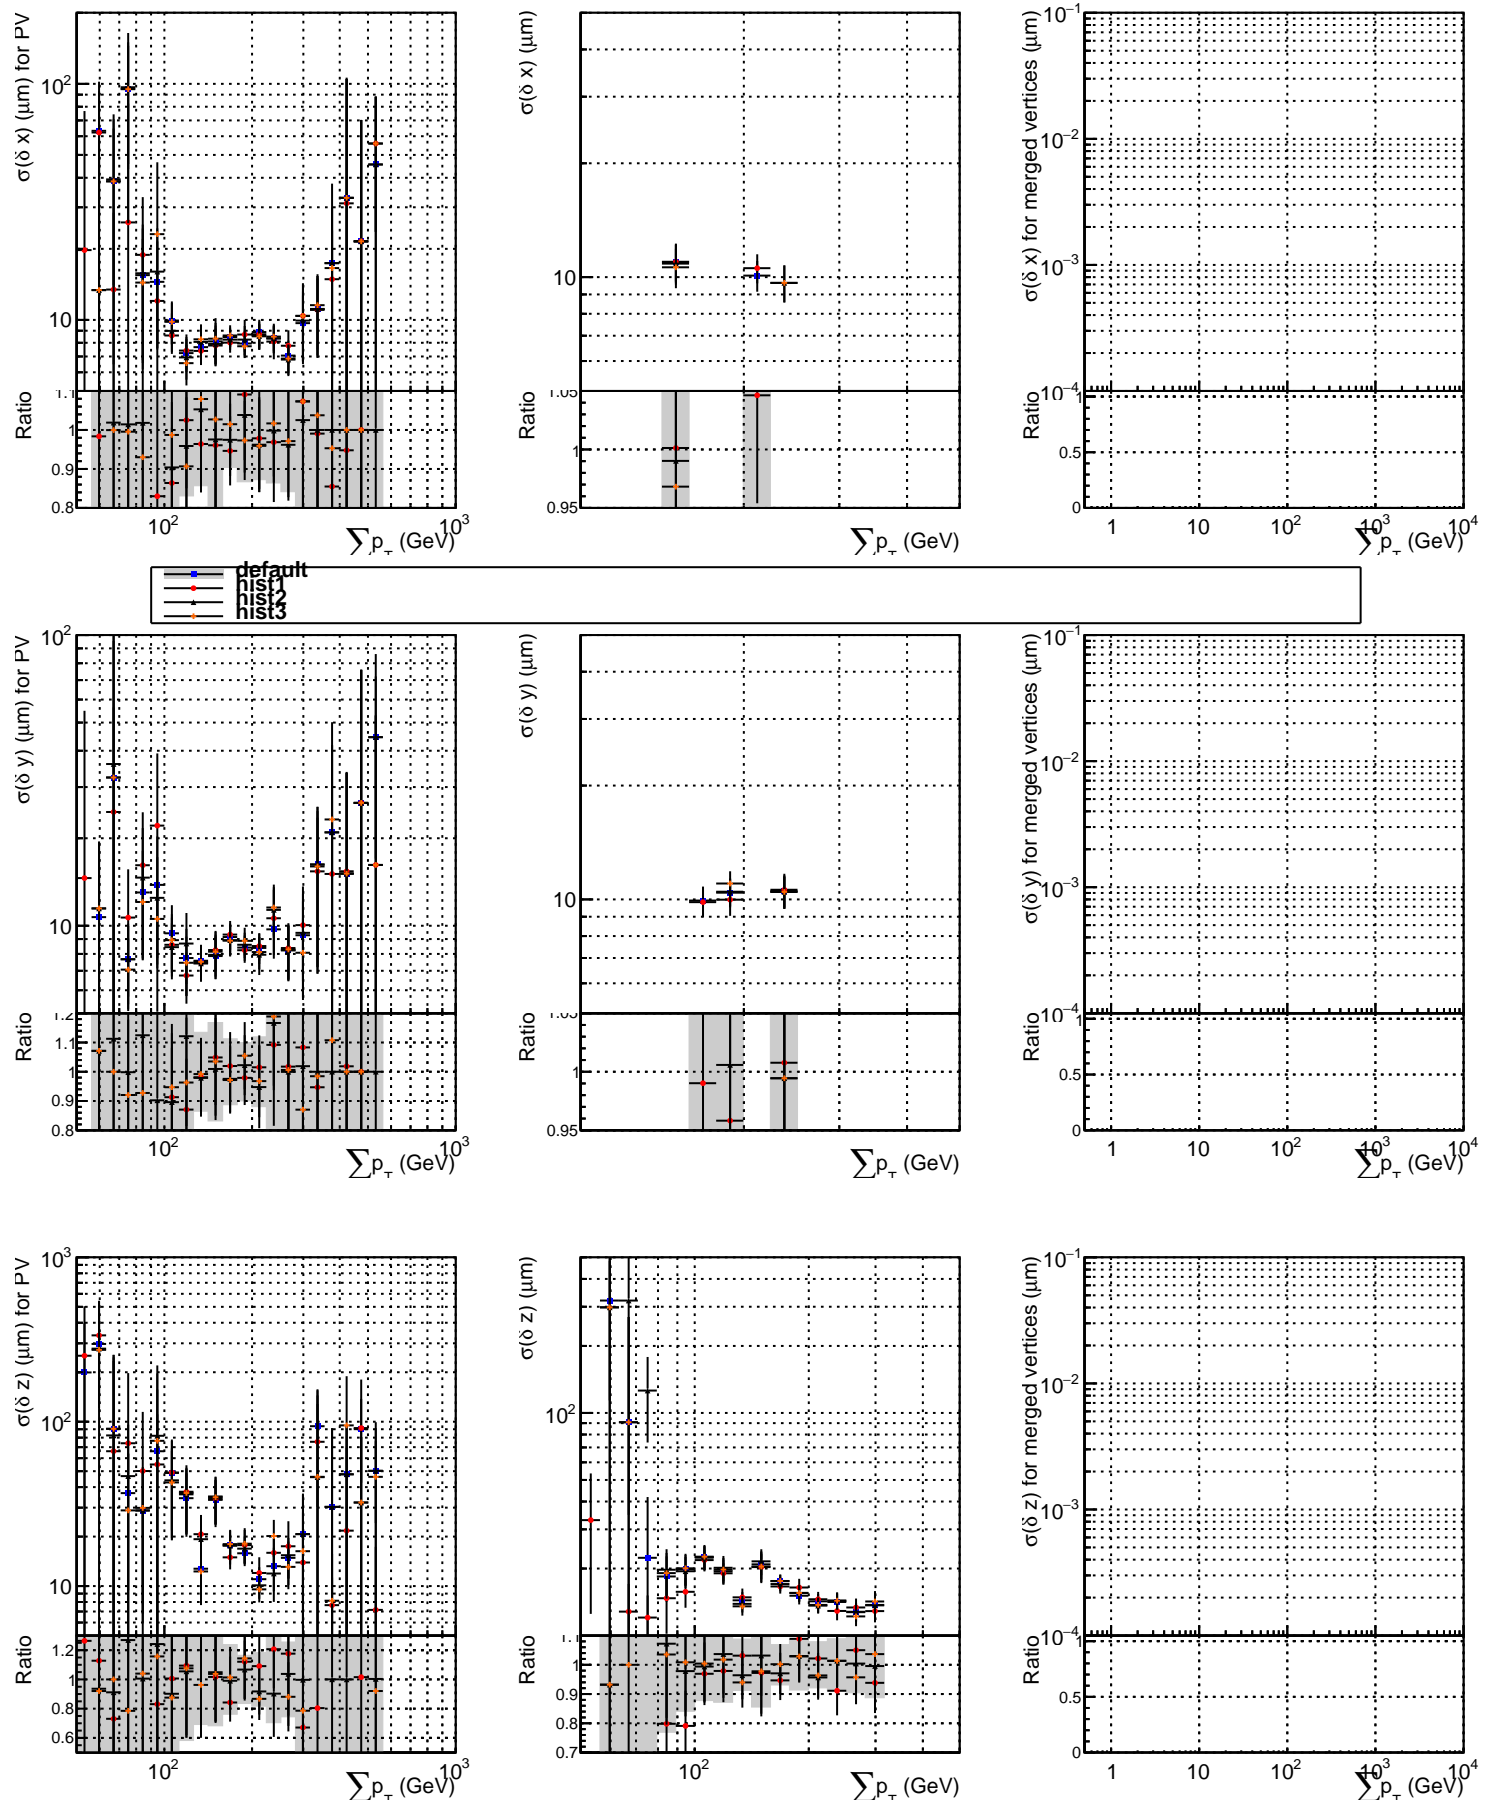 σ(δ x) (μm) for PV
10²
10
Ratio
1.1
1
0.9
0.8
10²
10³
∑p_T (GeV)
σ(δ x) (μm)
10
Ratio
1.05
1
0.95
∑p_T (GeV)
σ(δ x) for merged vertices (μm)
10⁻¹
10⁻²
10⁻³
10⁻⁴
Ratio
1
0.5
0
1
10
10²
10³
10⁴
∑p_T (GeV)
default
hist1
hist2
hist3
σ(δ y) (μm) for PV
10²
10
Ratio
1.2
1.1
1
0.9
0.8
10²
10³
∑p_T (GeV)
σ(δ y) (μm)
10
Ratio
1.05
1
0.95
∑p_T (GeV)
σ(δ y) for merged vertices (μm)
10⁻¹
10⁻²
10⁻³
10⁻⁴
Ratio
1
0.5
0
1
10
10²
10³
10⁴
∑p_T (GeV)
σ(δ z) (μm) for PV
10³
10²
10
Ratio
1.2
1
0.8
0.6
10²
10³
∑p_T (GeV)
σ(δ z) (μm)
10²
Ratio
1.1
1
0.9
0.8
0.7
10²
∑p_T (GeV)
σ(δ z) for merged vertices (μm)
10⁻¹
10⁻²
10⁻³
10⁻⁴
Ratio
1
0.5
0
1
10
10²
10³
10⁴
∑p_T (GeV)